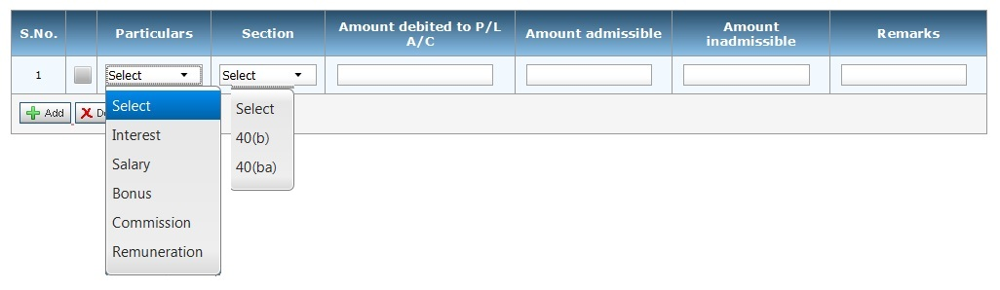 S.No. Particulars Section Amount debited to P/L A/C Amount admissible Amount inadmissible Remarks
1 Select Select
Add
Select
Interest
Salary
Bonus
Commission
Remuneration
Select
40(b)
40(ba)